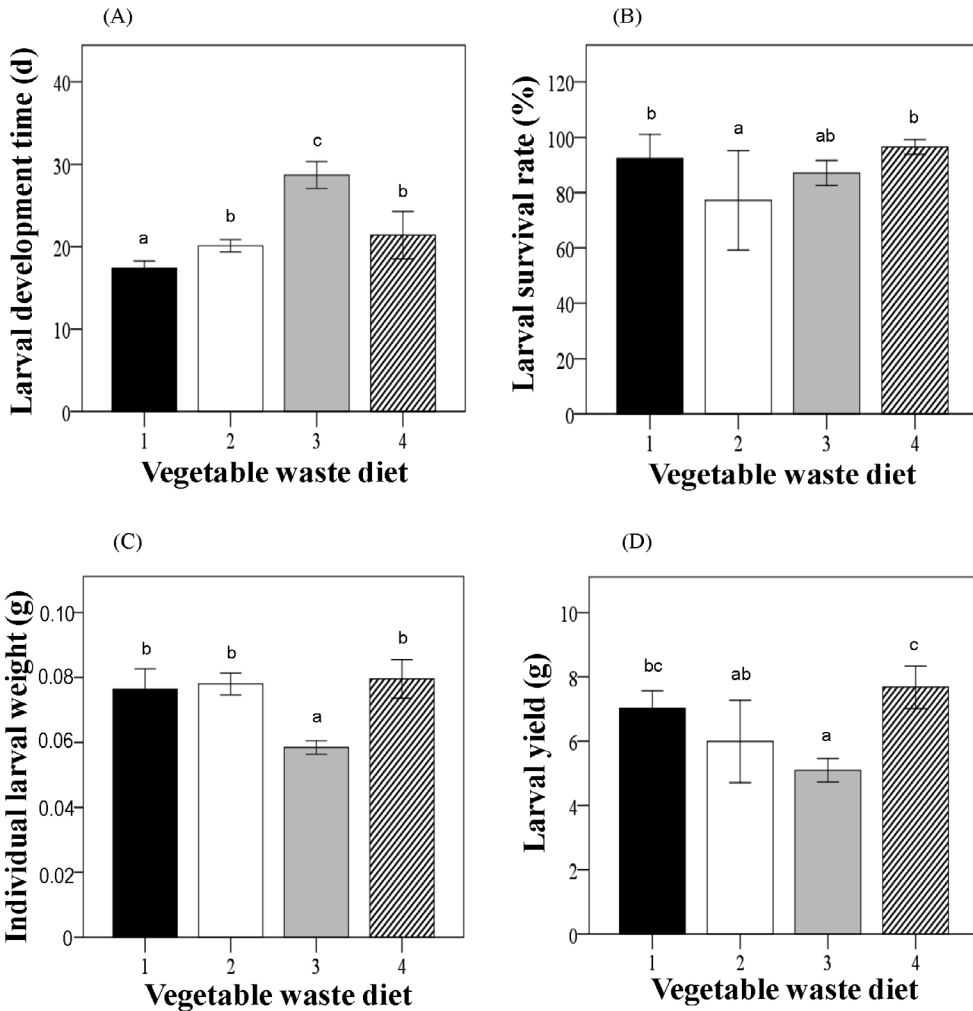 (A)
Larval development time (d)
40
30
20
10
0
a
b
c
b
1 2 3 4
Vegetable waste diet
(B)
Larval survival rate (%)
120
100
80
60
40
20
0
b
a
ab
b
1 2 3 4
Vegetable waste diet
(C)
Individual larval weight (g)
0.10
0.08
0.06
0.04
0.02
0
b
b
a
b
1 2 3 4
Vegetable waste diet
(D)
Larval yield (g)
10
8
6
4
2
0
bc
ab
a
c
1 2 3 4
Vegetable waste diet